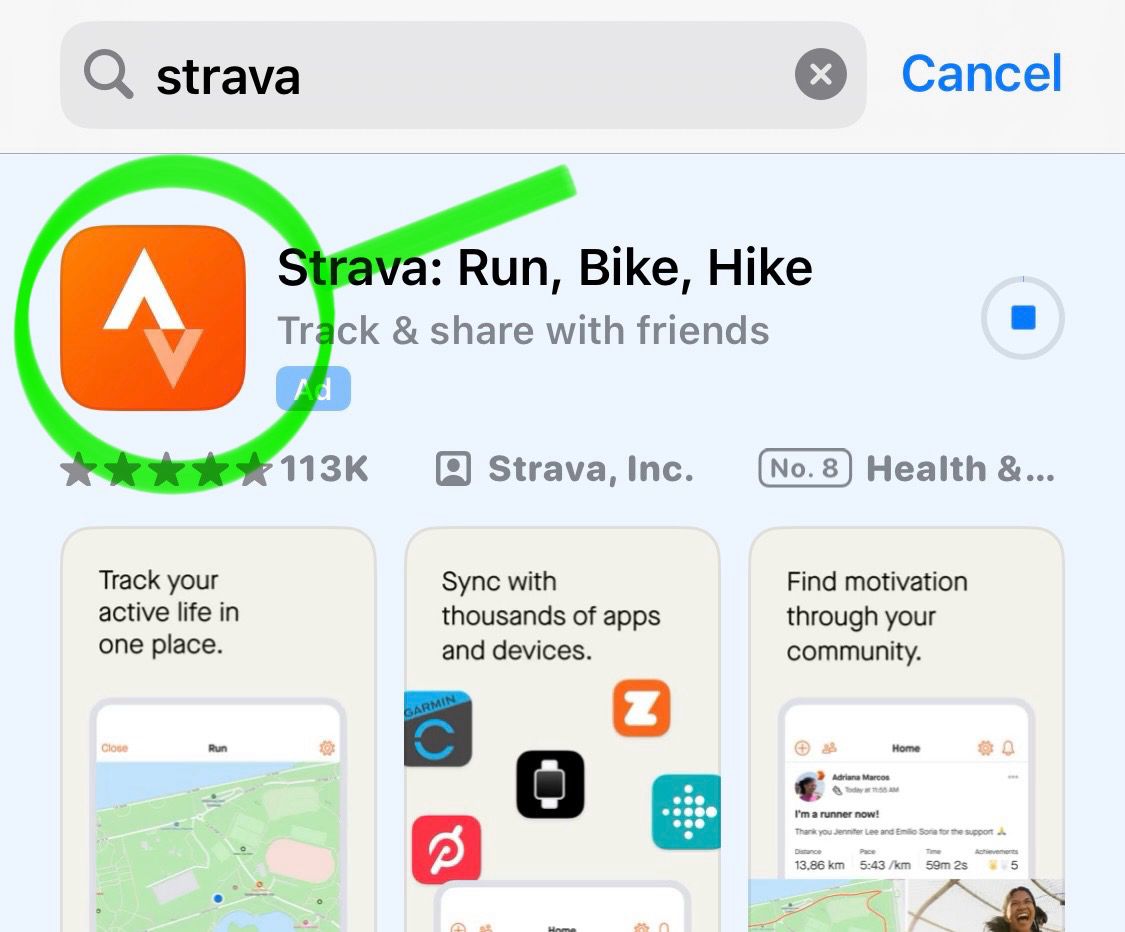 strava
Cancel
Strava: Run, Bike, Hike
Track & share with friends
Ad
113K
Strava, Inc.
No. 8
Health &...
Track your
active life in
one place.
Close
Run
Sync with
thousands of apps
and devices.
GARMIN
Home
Find motivation
through your
community.
Home
Adriana Marcos
Today at 11:55 AM
I'm a runner now!
Thank you Jennifer Lee and Emilio Soria for the support 🙏
Distance Pace Time Achievements
13,86 km 5:43 /km 59m 2s 5